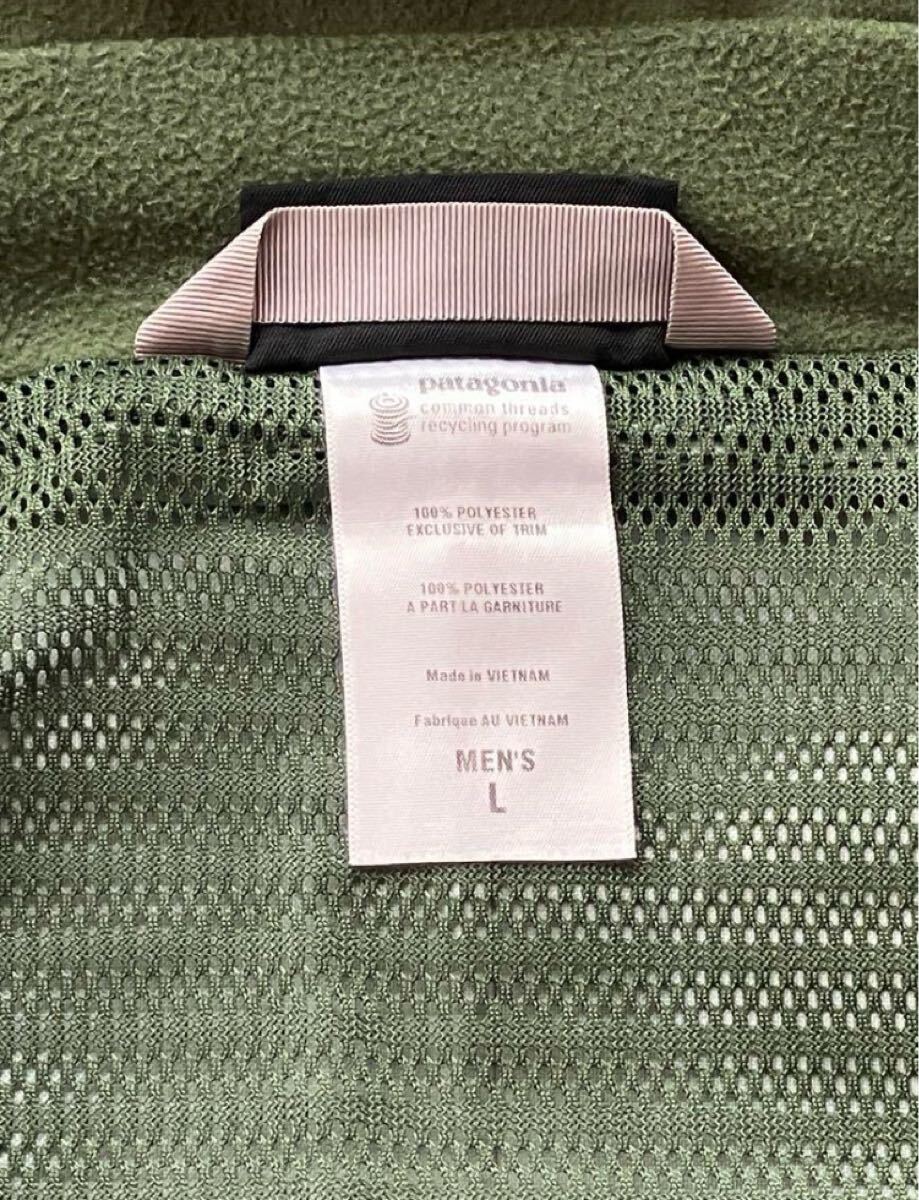 patagonia
common threads
recycling program
100% POLYESTER
EXCLUSIVE OF TRIM
100% POLYESTER
A PART LA GARNITURE
Made in VIETNAM
Fabrique AU VIETNAM
MEN'S
L